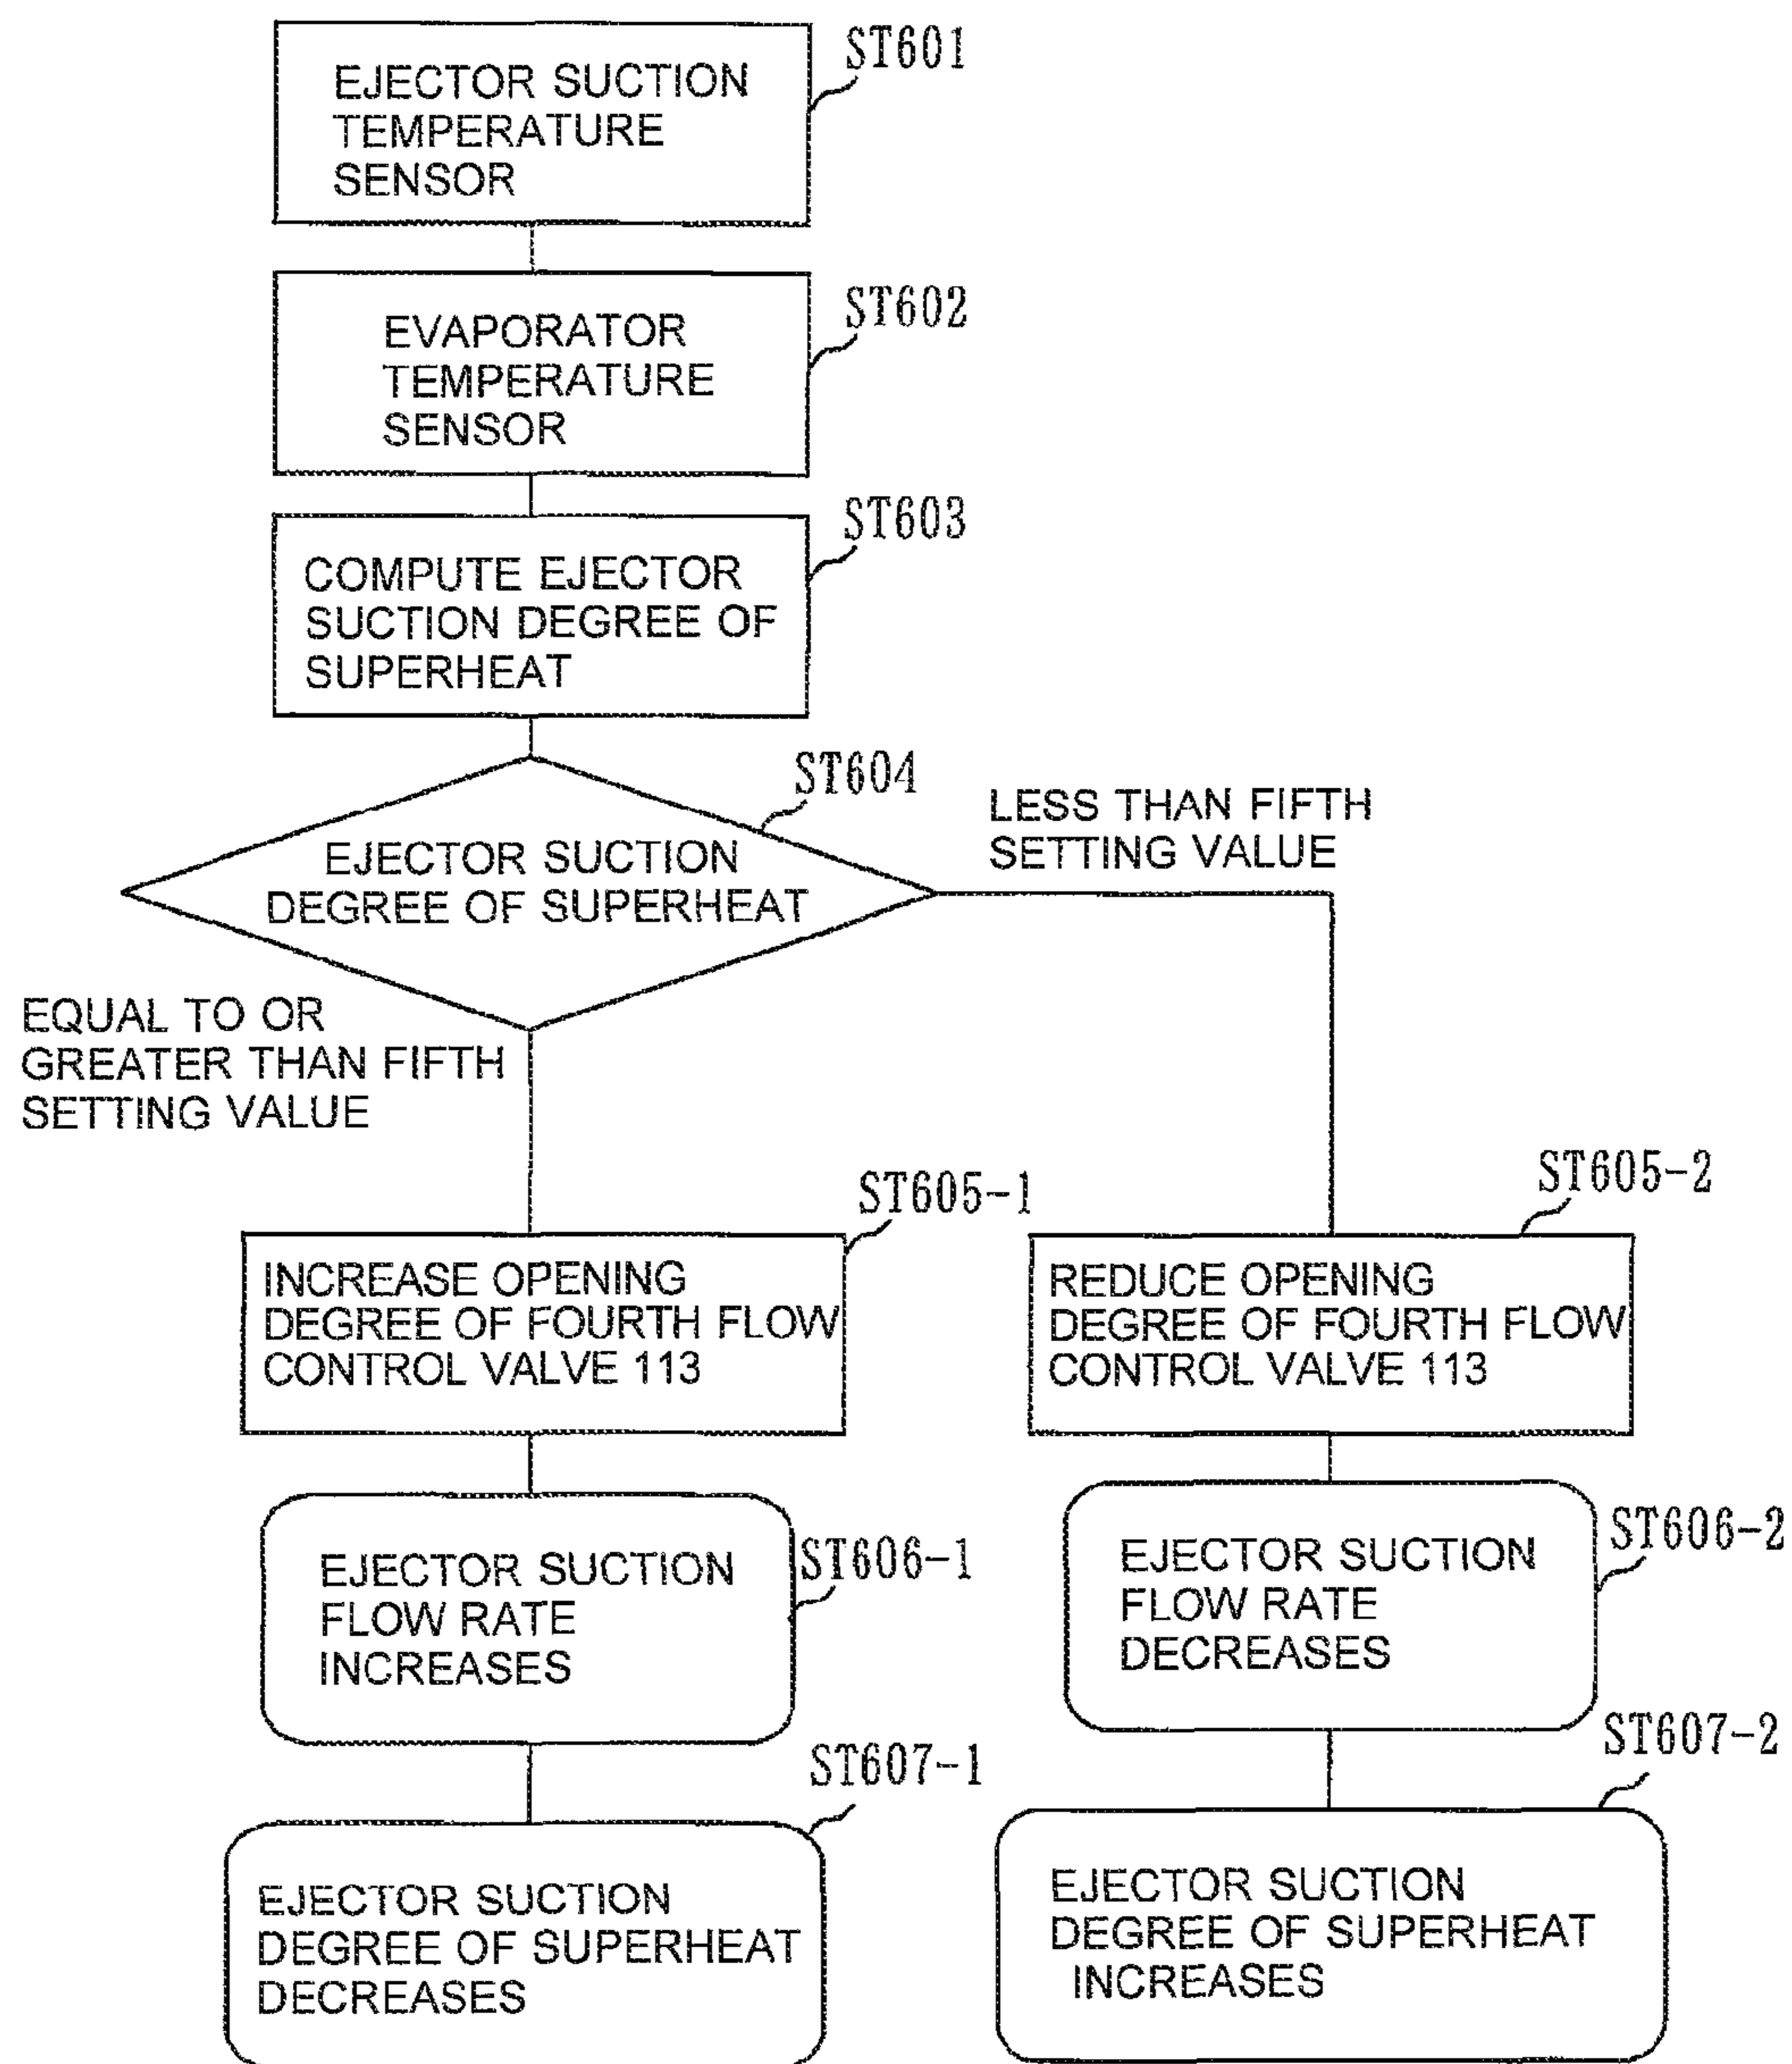 ST601
EJECTOR SUCTION
TEMPERATURE
SENSOR
ST602
EVAPORATOR
TEMPERATURE
SENSOR
ST603
COMPUTE EJECTOR
SUCTION DEGREE OF
SUPERHEAT
ST604
EJECTOR SUCTION
DEGREE OF SUPERHEAT
LESS THAN FIFTH
SETTING VALUE
EQUAL TO OR
GREATER THAN FIFTH
SETTING VALUE
ST605-1
INCREASE OPENING
DEGREE OF FOURTH FLOW
CONTROL VALVE 113
ST605-2
REDUCE OPENING
DEGREE OF FOURTH FLOW
CONTROL VALVE 113
ST606-1
EJECTOR SUCTION
FLOW RATE
INCREASES
ST606-2
EJECTOR SUCTION
FLOW RATE
DECREASES
ST607-1
EJECTOR SUCTION
DEGREE OF SUPERHEAT
DECREASES
ST607-2
EJECTOR SUCTION
DEGREE OF SUPERHEAT
INCREASES